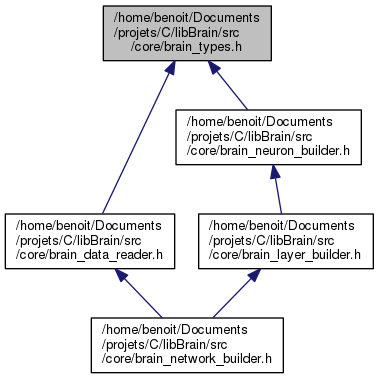 /home/benoit/Documents
/projets/C/libBrain/src
/core/brain_types.h
/home/benoit/Documents
/projets/C/libBrain/src
/core/brain_neuron_builder.h
/home/benoit/Documents
/projets/C/libBrain/src
/core/brain_data_reader.h
/home/benoit/Documents
/projets/C/libBrain/src
/core/brain_layer_builder.h
/home/benoit/Documents
/projets/C/libBrain/src
/core/brain_network_builder.h